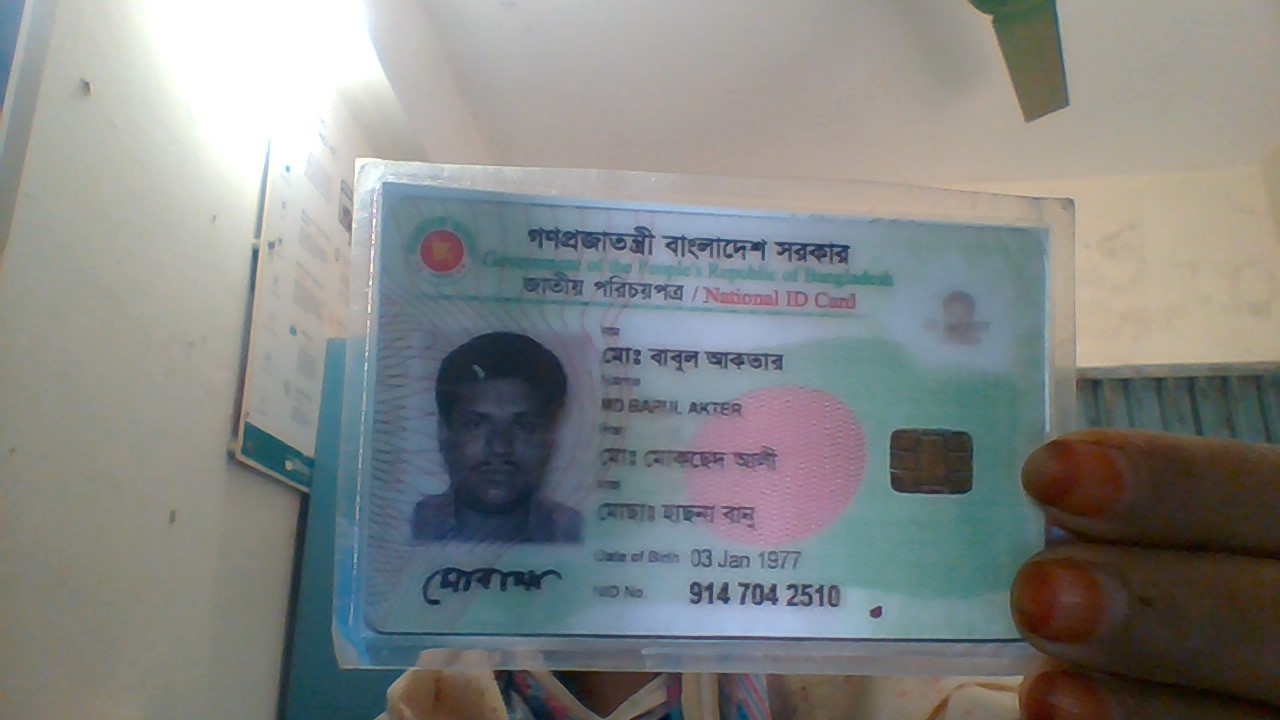 গণপ্রজাতন্ত্রী বাংলাদেশ সরকার
Government of the People's Republic of Bangladesh
জাতীয় পরিচয়পত্র / National ID Card
নাম
মোঃ বাবুল আকতার
Name
MD BABUL AKTER
মোঃ মোকছেদ আলী
মোছাঃ হাছনা বানু
Date of Birth 03 Jan 1977
NID No 914 704 2510